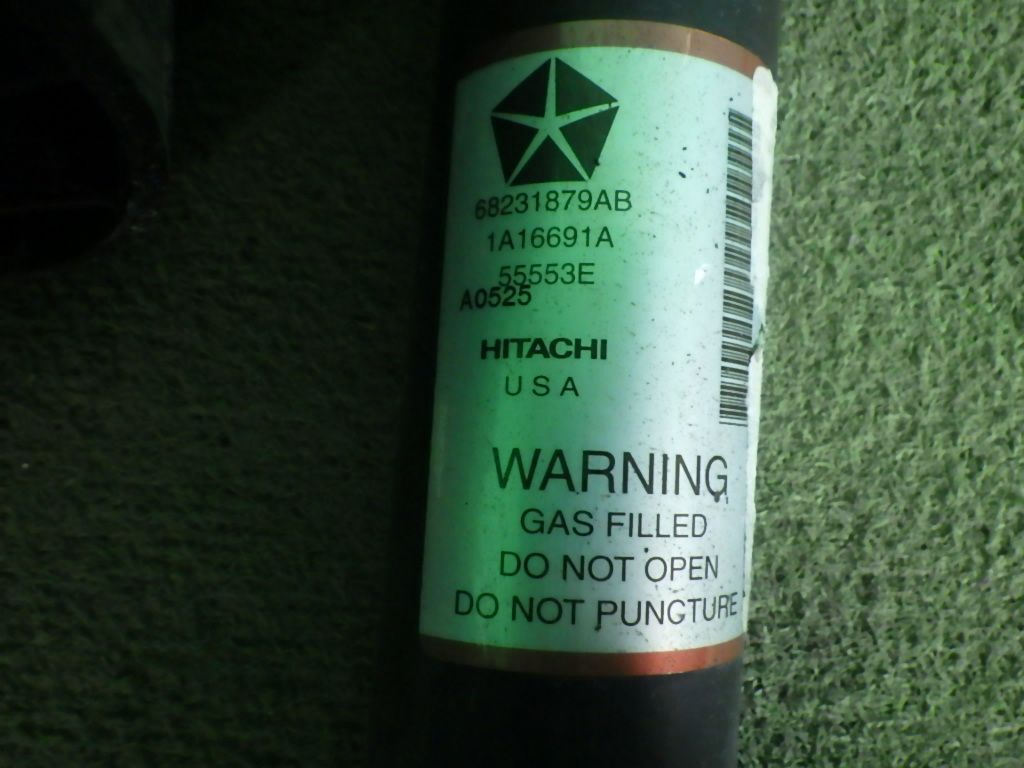 68231879AB
1A16691A
55553E
A0525
HITACHI
USA
WARNING
GAS FILLED
DO NOT OPEN
DO NOT PUNCTURE